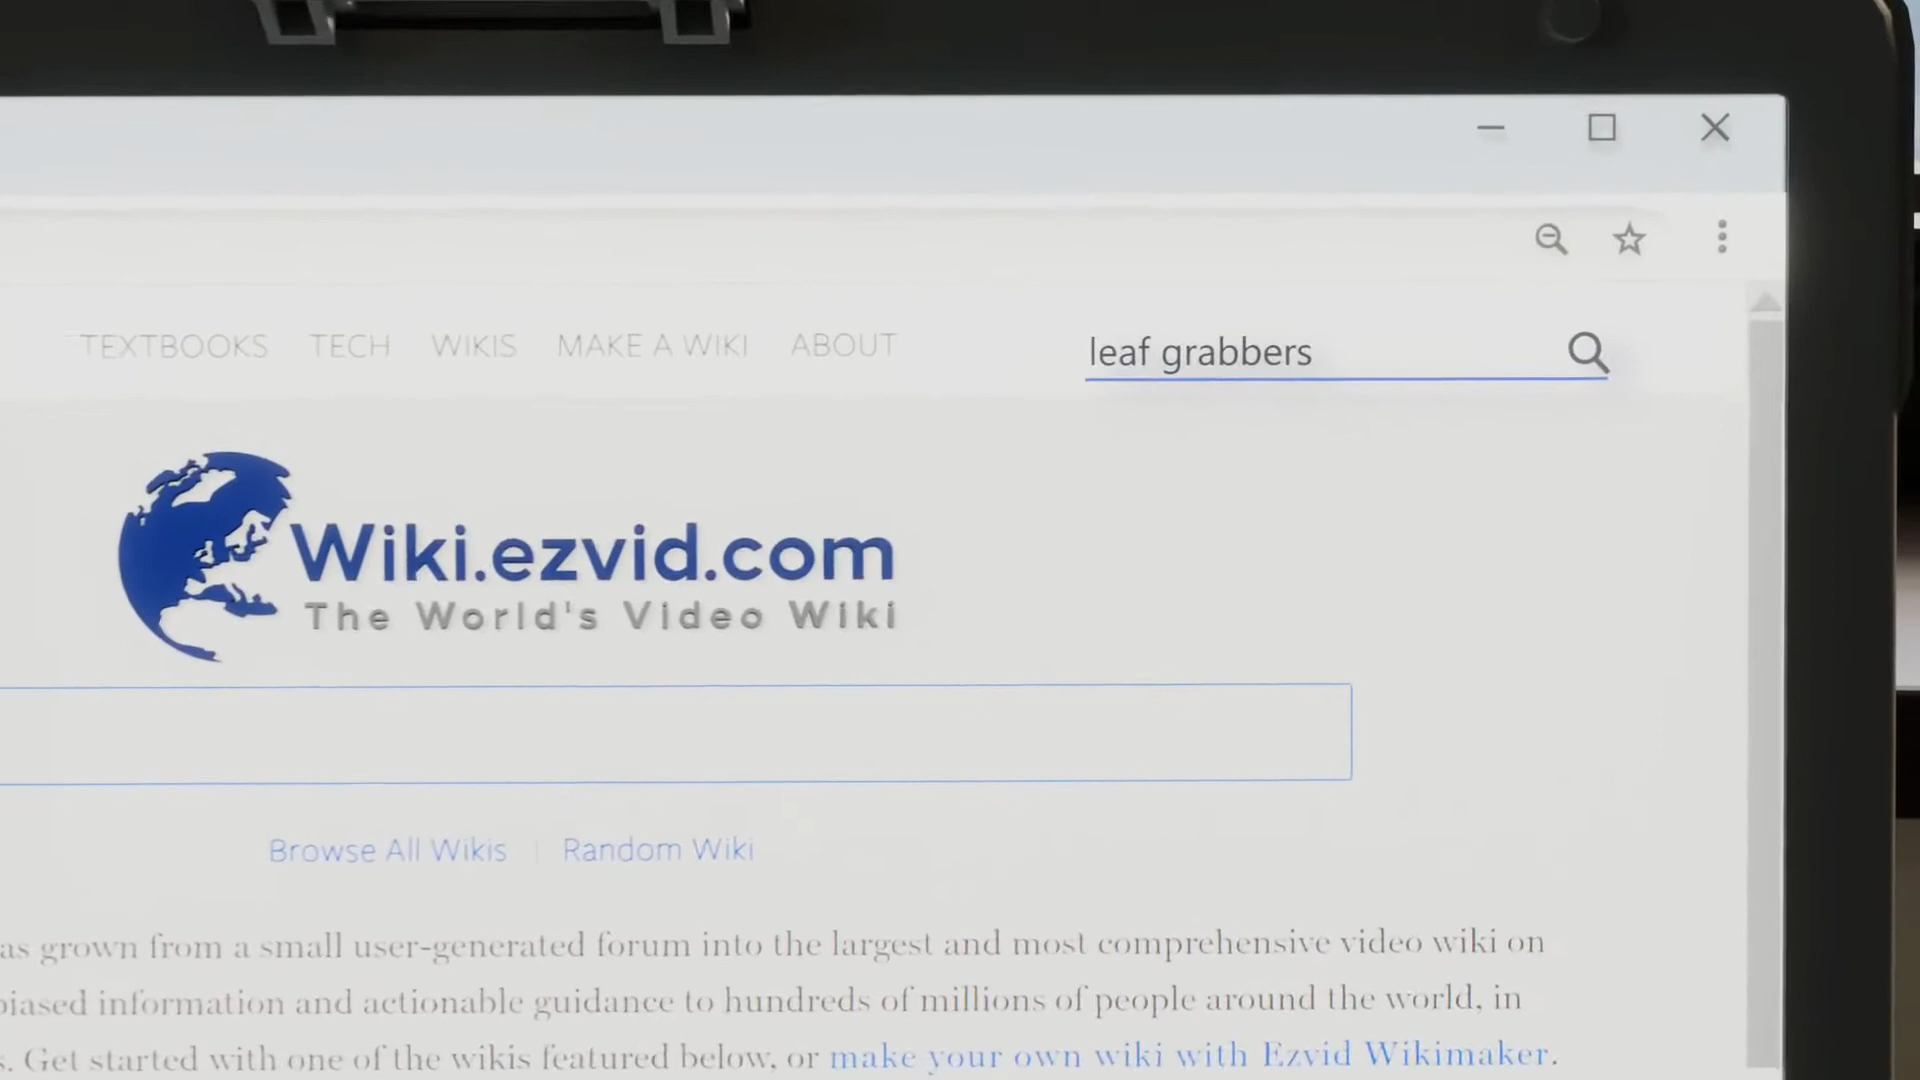 TEXTBOOKS TECH WIKIS MAKE A WIKI ABOUT
leaf grabbers
Wiki.ezvid.com
The World's Video Wiki
Browse All Wikis | Random Wiki
as grown from a small user-generated forum into the largest and most comprehensive video wiki on
biased information and actionable guidance to hundreds of millions of people around the world, in
s. Get started with one of the wikis featured below, or make your own wiki with Ezvid Wikimaker.